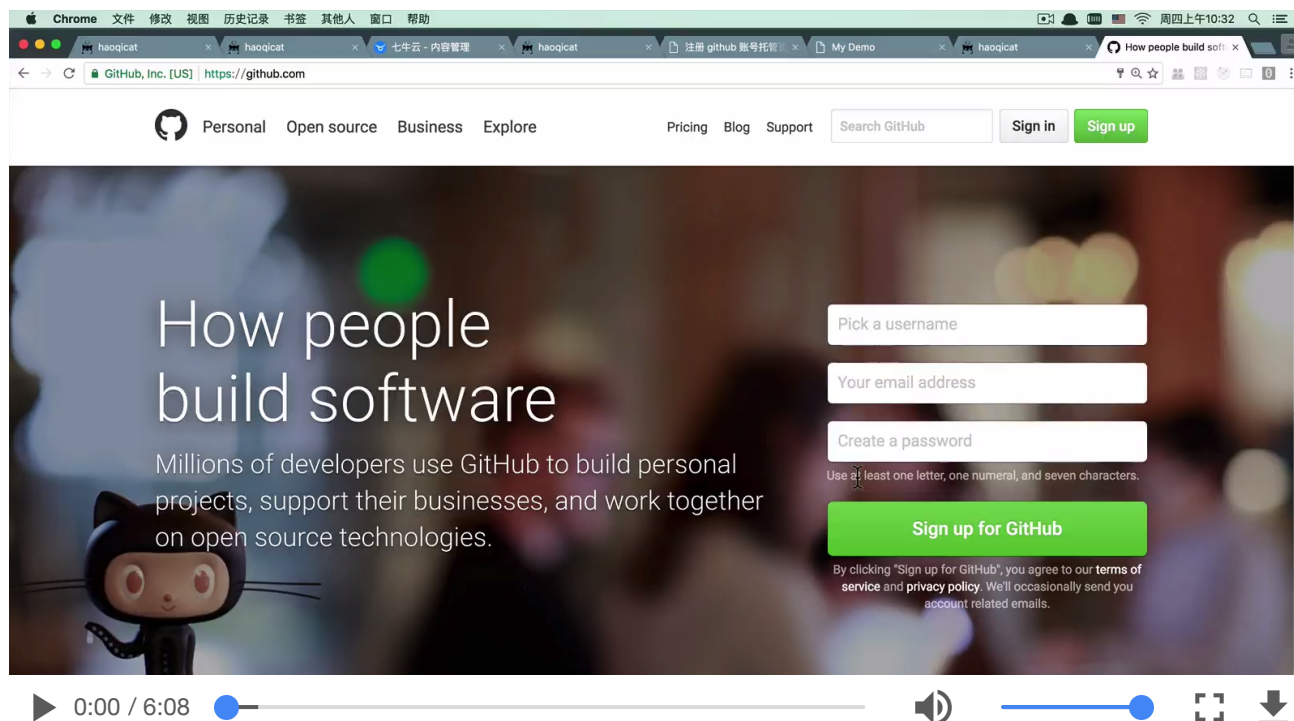 Chrome 文件 修改 视图 历史记录 书签 其他人 窗口 帮助 周四上午10:32
haoqicat haoqicat 七牛云 - 内容管理 haoqicat 注册 github 账号托管 My Demo haoqicat How people build soft
GitHub, Inc. [US] https://github.com
Personal Open source Business Explore Pricing Blog Support Search GitHub Sign in Sign up
How people
build software
Millions of developers use GitHub to build personal
projects, support their businesses, and work together
on open source technologies.
Pick a username
Your email address
Create a password
Use at least one letter, one numeral, and seven characters.
Sign up for GitHub
By clicking "Sign up for GitHub", you agree to our terms of
service and privacy policy. We'll occasionally send you
account related emails.
0:00 / 6:08